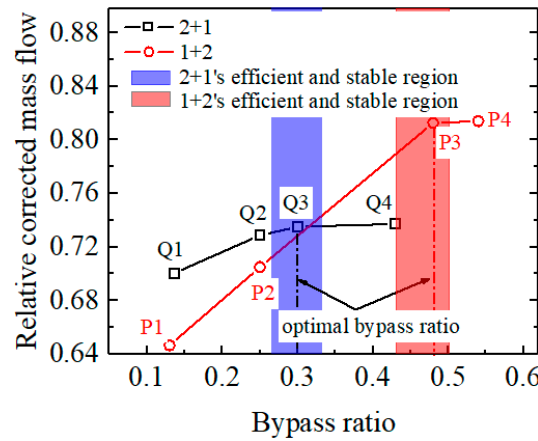 2+1
1+2
2+1's efficient and stable region
1+2's efficient and stable region
0.88
0.84
0.80
0.76
0.72
0.68
0.64
Relative corrected mass flow
Q1
Q2
Q3
Q4
P1
P2
P3
P4
optimal bypass ratio
0.1
0.2
0.3
0.4
0.5
0.6
Bypass ratio